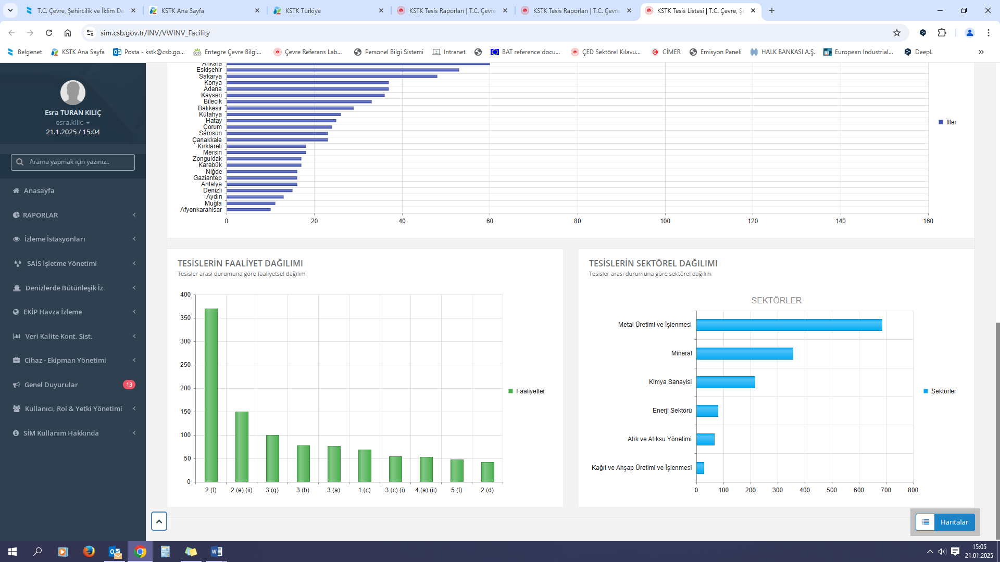 T.C. Çevre, Şehircilik ve İklim De
KSTK Ana Sayfa
KSTK Türkiye
KSTK Tesis Raporları | T.C. Çevre
KSTK Tesis Raporları | T.C. Çevre
KSTK Tesis Listesi | T.C. Çevre, Ş
sim.csb.gov.tr/INV/VWINV_Facility
Belgenet
KSTK Ana Sayfa
Posta - kstk@csb.go...
Entegre Çevre Bilgi...
Çevre Referans Lab...
Personel Bilgi Sistemi
Intranet
BAT reference docu...
ÇED Sektörel Kılavu...
CİMER
Emisyon Paneli
HALK BANKASI A.Ş.
European Industrial...
DeepL
Esra TURAN KILIÇ
esra.kilic
21.1.2025 / 15:04
Arama yapmak için yazınız..
Anasayfa
RAPORLAR
İzleme İstasyonları
SAİS İşletme Yönetimi
Denizlerde Bütünleşik İz.
EKİP Havza İzleme
Veri Kalite Kont. Sist.
Cihaz - Ekipman Yönetimi
Genel Duyurular 13
Kullanıcı, Rol & Yetki Yönetimi
SİM Kullanım Hakkında
Ankara
Eskişehir
Sakarya
Konya
Adana
Kayseri
Bilecik
Balıkesir
Kütahya
Hatay
Çorum
Samsun
Çanakkale
Kırklareli
Mersin
Zonguldak
Karabük
Niğde
Gaziantep
Antalya
Denizli
Aydın
Muğla
Afyonkarahisar
0 20 40 60 80 100 120 140 160
İller
TESİSLERİN FAALİYET DAĞILIMI
Tesisler arası durumuna göre faaliyetsel dağılım
400
350
300
250
200
150
100
50
0
2.(f) 2.(e).(ii) 3.(g) 3.(b) 3.(a) 1.(c) 3.(c).(i) 4.(a).(ii) 5.(f) 2.(d)
Faaliyetler
TESİSLERİN SEKTÖREL DAĞILIMI
Tesisler arası durumuna göre sektörel dağılım
SEKTÖRLER
Metal Üretimi ve İşlenmesi
Mineral
Kimya Sanayisi
Enerji Sektörü
Atık ve Atıksu Yönetimi
Kağıt ve Ahşap Üretimi ve İşlenmesi
0 100 200 300 400 500 600 700 800
Sektörler
Haritalar
15:05
21.01.2025